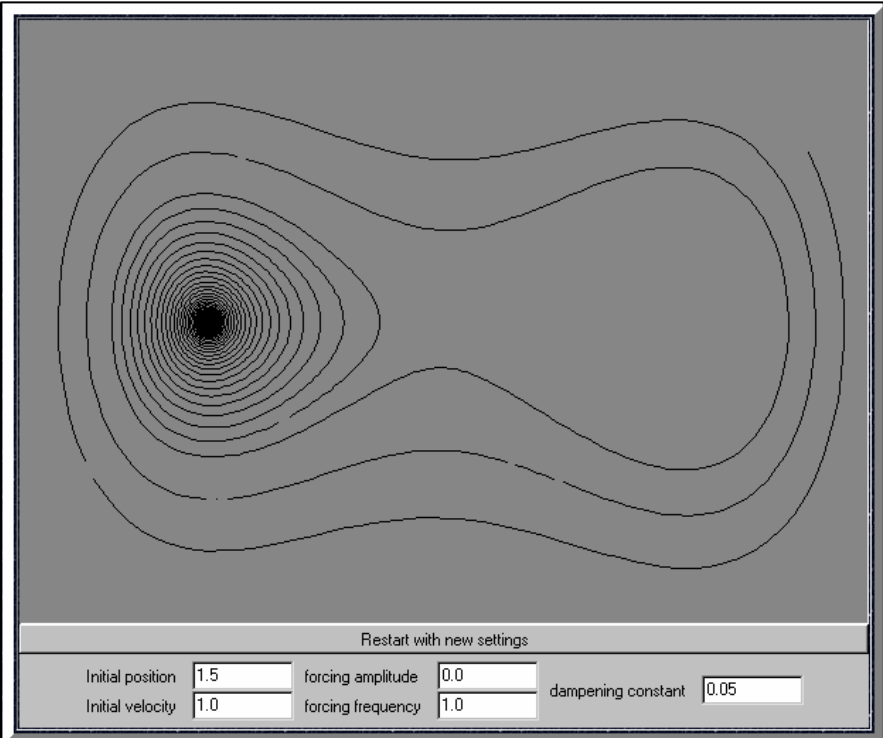 Restart with new settings
Initial position 1.5 forcing amplitude 0.0
Initial velocity 1.0 forcing frequency 1.0
dampening constant 0.05